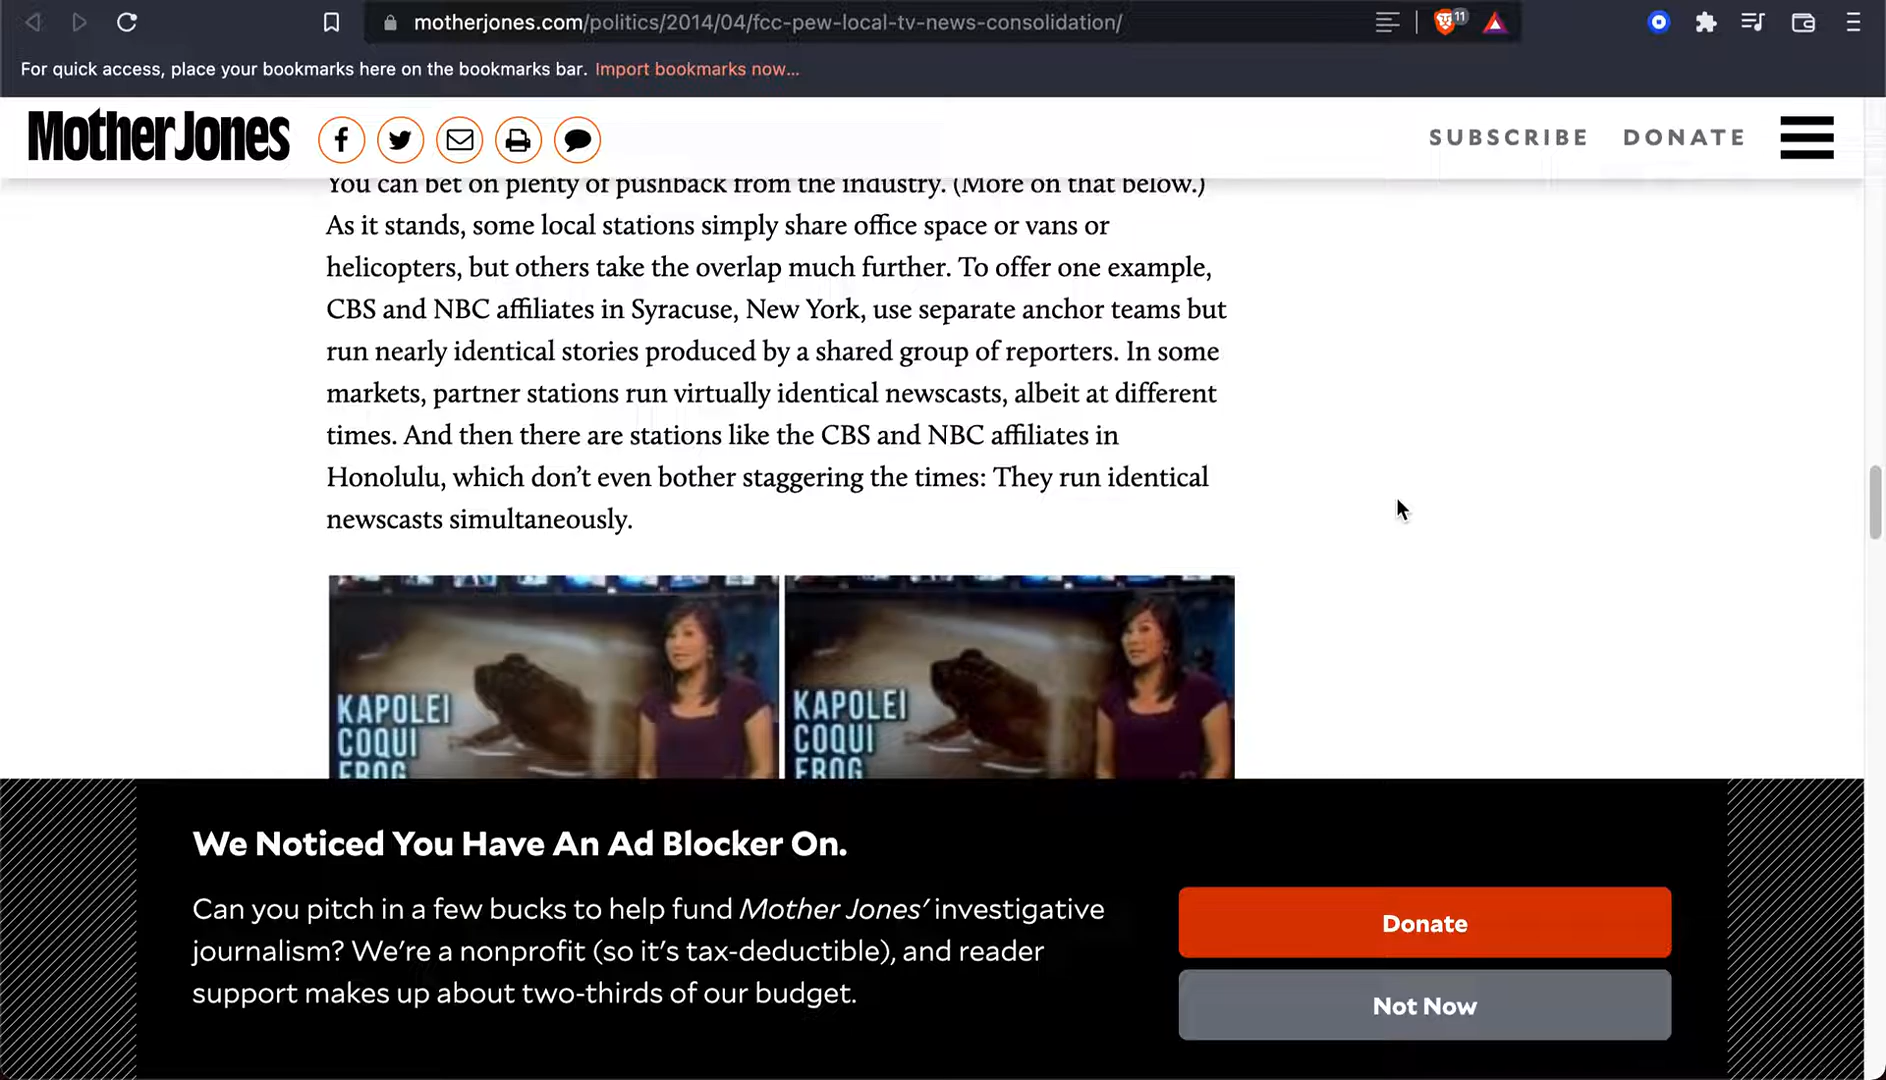 motherjones.com/politics/2014/04/fcc-pew-local-tv-news-consolidation/
11
For quick access, place your bookmarks here on the bookmarks bar. Import bookmarks now...
Mother Jones
SUBSCRIBE DONATE
You can bet on plenty of pushback from the industry. (More on that below.)
As it stands, some local stations simply share office space or vans or
helicopters, but others take the overlap much further. To offer one example,
CBS and NBC affiliates in Syracuse, New York, use separate anchor teams but
run nearly identical stories produced by a shared group of reporters. In some
markets, partner stations run virtually identical newscasts, albeit at different
times. And then there are stations like the CBS and NBC affiliates in
Honolulu, which don’t even bother staggering the times: They run identical
newscasts simultaneously.
KAPOLEI
COQUI
FROG
KAPOLEI
COQUI
FROG
We Noticed You Have An Ad Blocker On.
Can you pitch in a few bucks to help fund Mother Jones’ investigative
journalism? We’re a nonprofit (so it’s tax-deductible), and reader
support makes up about two-thirds of our budget.
Donate
Not Now